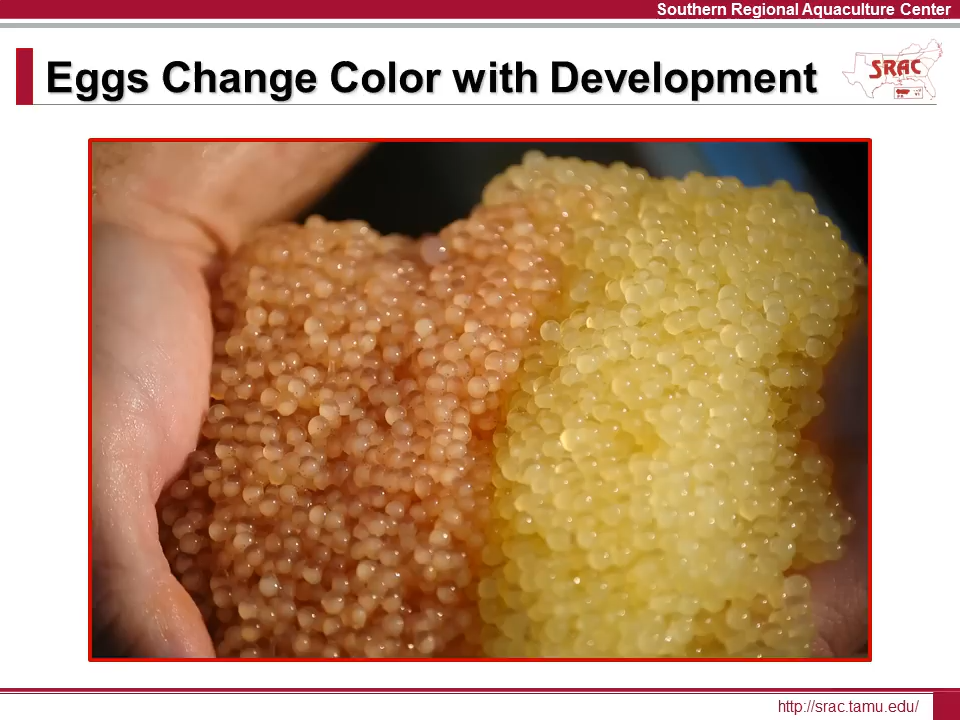 Southern Regional Aquaculture Center
Eggs Change Color with Development
SRAC
http://srac.tamu.edu/